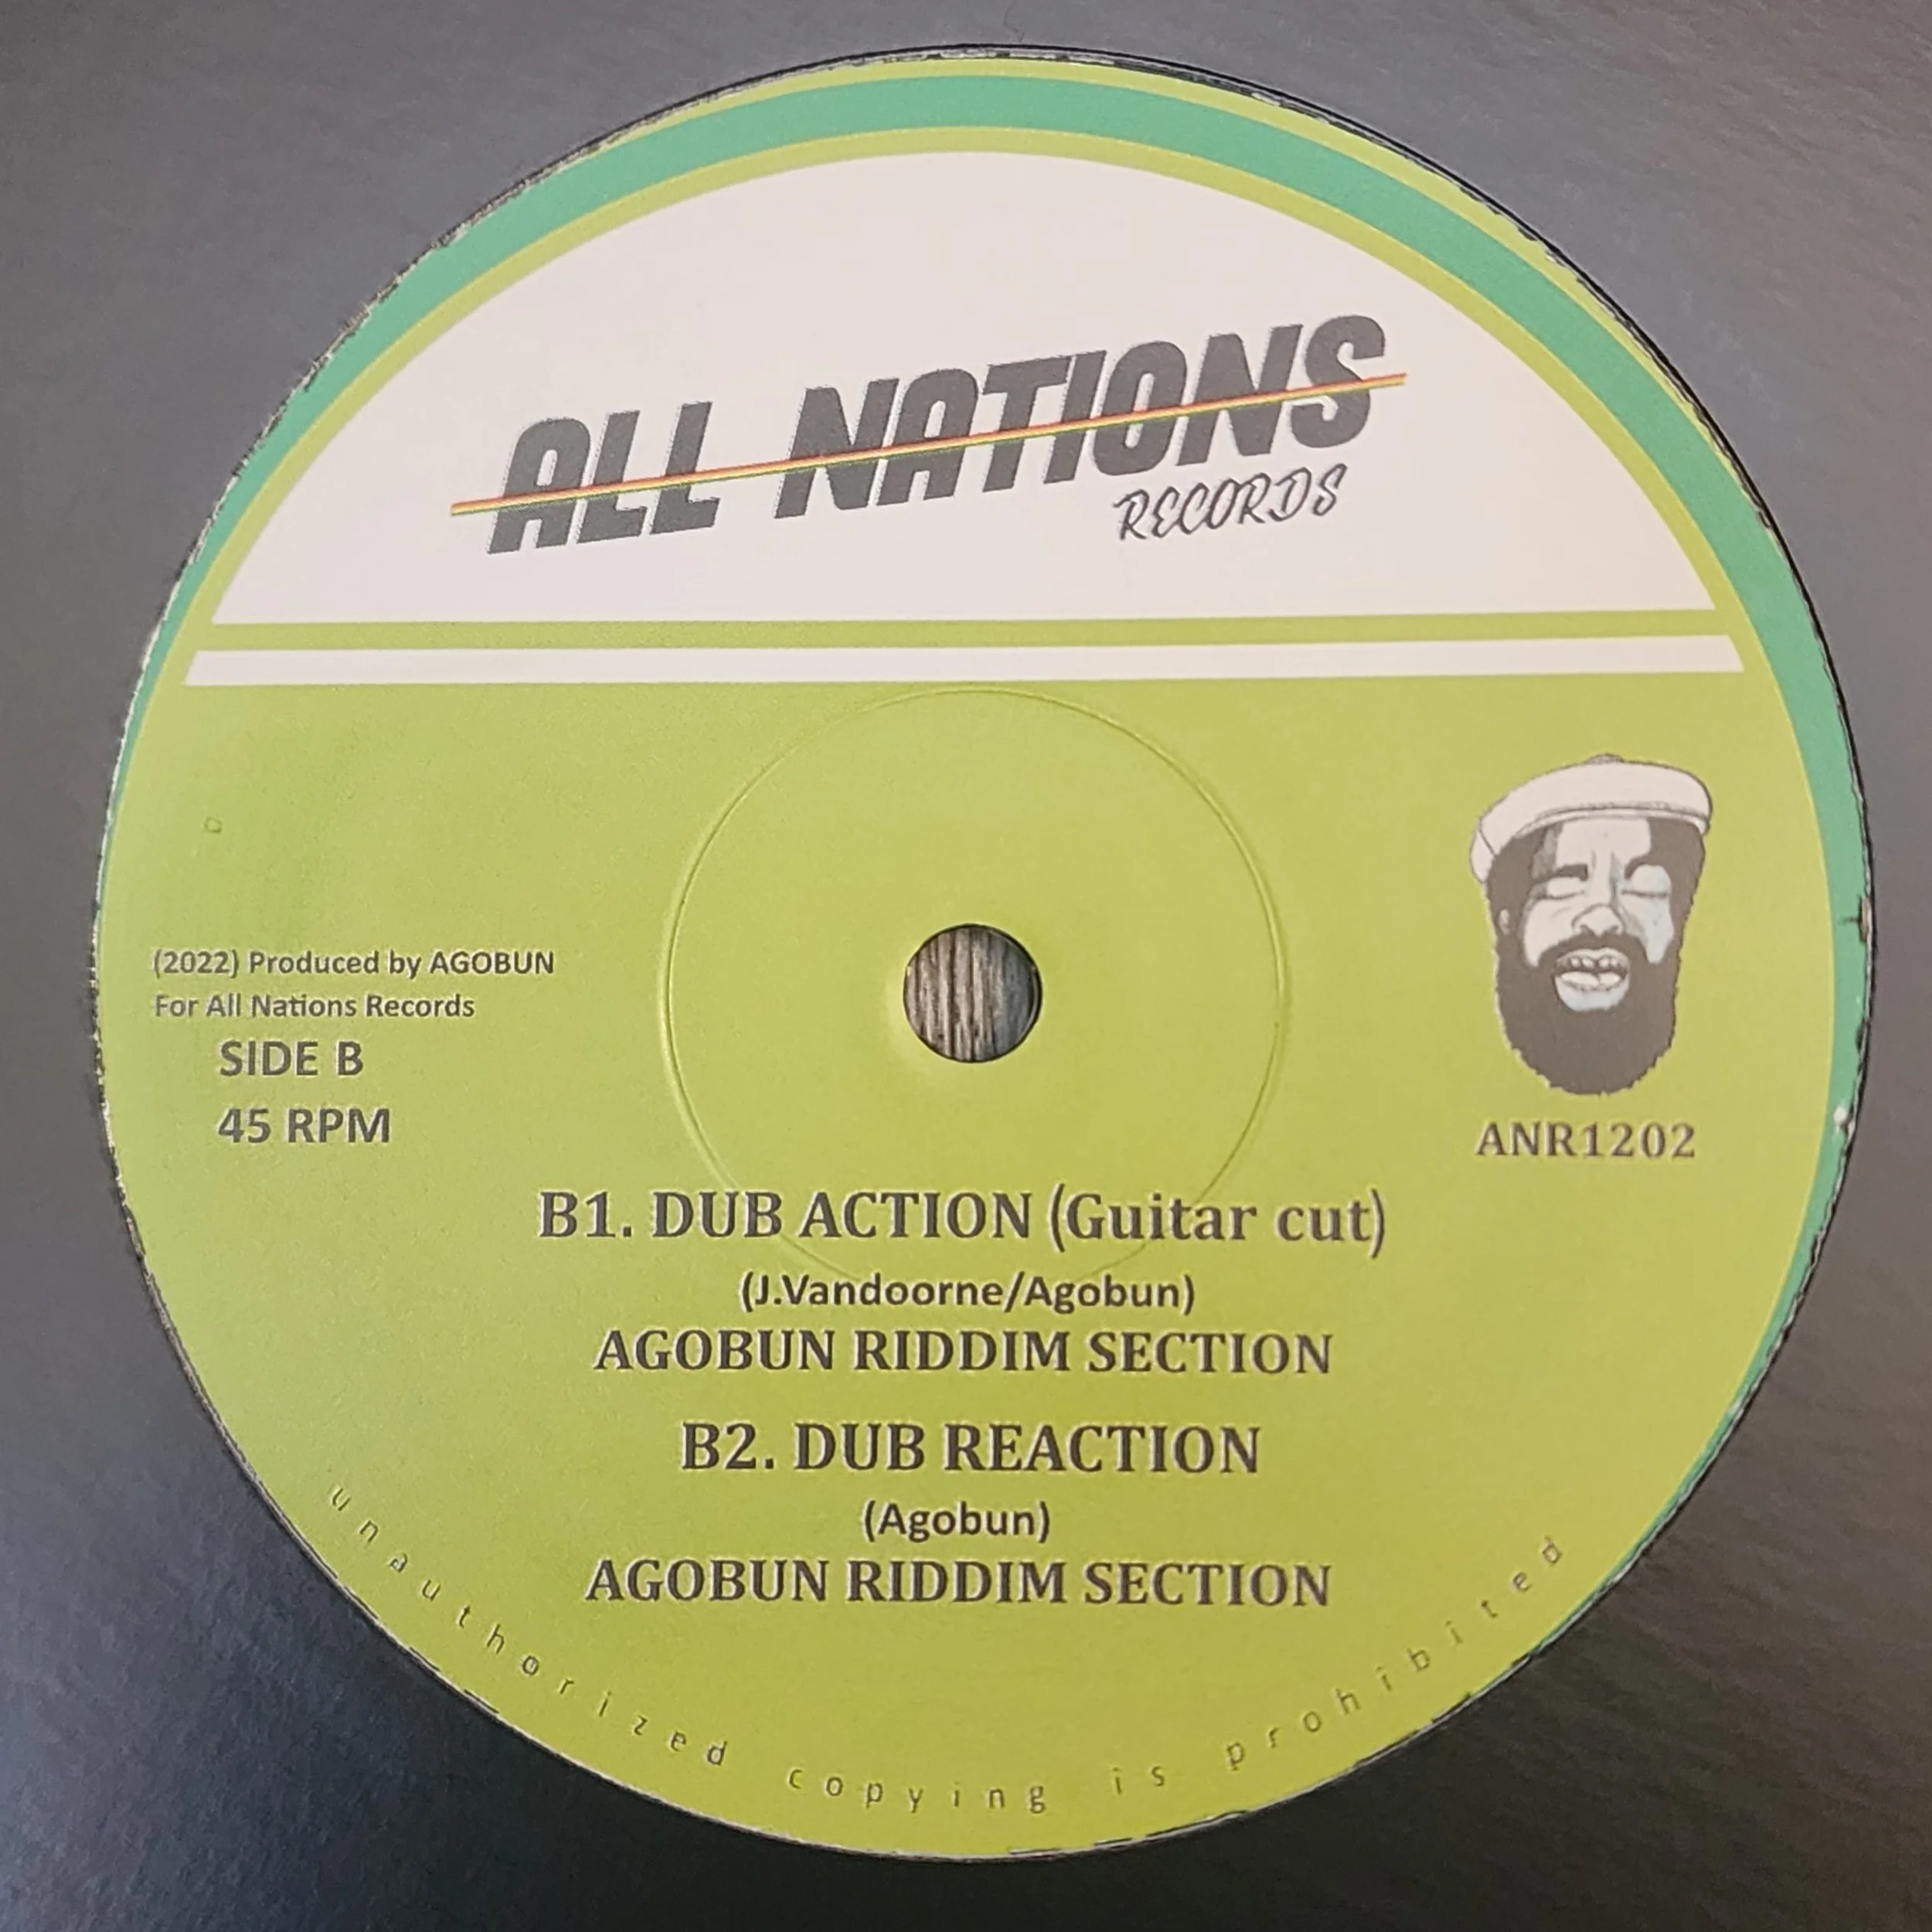 ALL NATIONS
RECORDS
(2022) Produced by AGOBUN
For All Nations Records
SIDE B
45 RPM
ANR1202
B1. DUB ACTION (Guitar cut)
(J.Vandoorne/Agobun)
AGOBUN RIDDIM SECTION
B2. DUB REACTION
(Agobun)
AGOBUN RIDDIM SECTION
unauthorized copying is prohibited